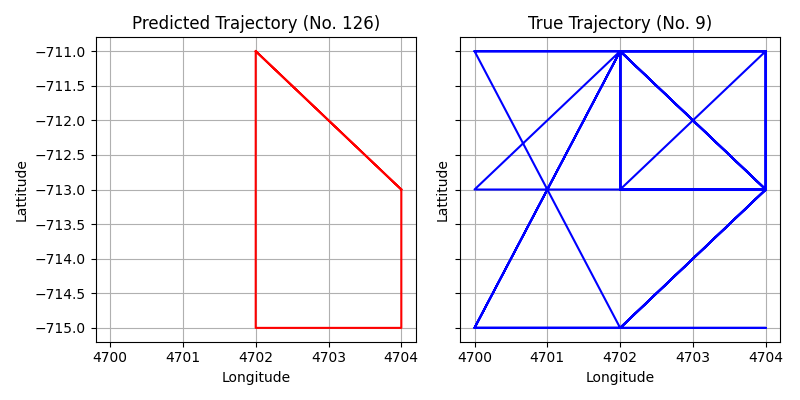 Predicted Trajectory (No. 126)
True Trajectory (No. 9)
Lattitude
−711.0
−711.5
−712.0
−712.5
−713.0
−713.5
−714.0
−714.5
−715.0
4700 4701 4702 4703 4704
Longitude
Lattitude
4700 4701 4702 4703 4704
Longitude